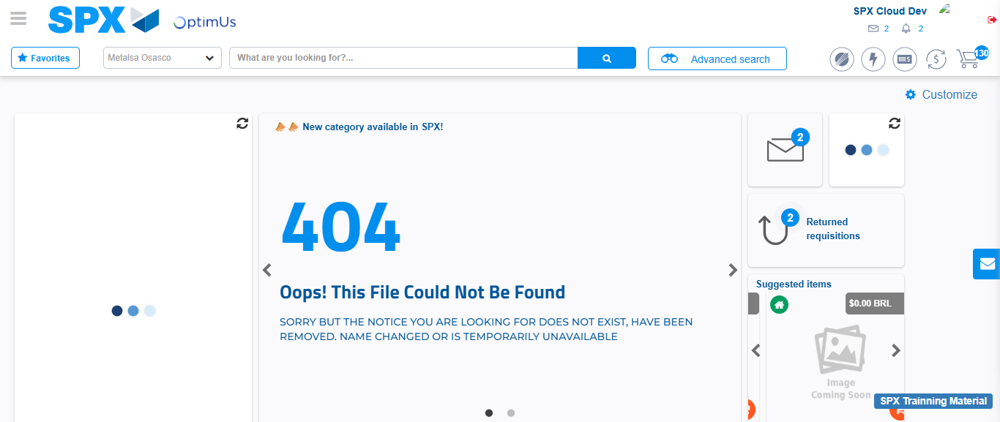 SPX OptimUs
SPX Cloud Dev
2 2
Favorites
Metalsa Osasco
What are you looking for?...
Advanced search
130
Customize
New category available in SPX!
2
404
Oops! This File Could Not Be Found
SORRY BUT THE NOTICE YOU ARE LOOKING FOR DOES NOT EXIST, HAVE BEEN
REMOVED. NAME CHANGED OR IS TEMPORARILY UNAVAILABLE
2
Returned
requisitions
Suggested items
$0.00 BRL
Image
Coming Soon
SPX Trainning Material